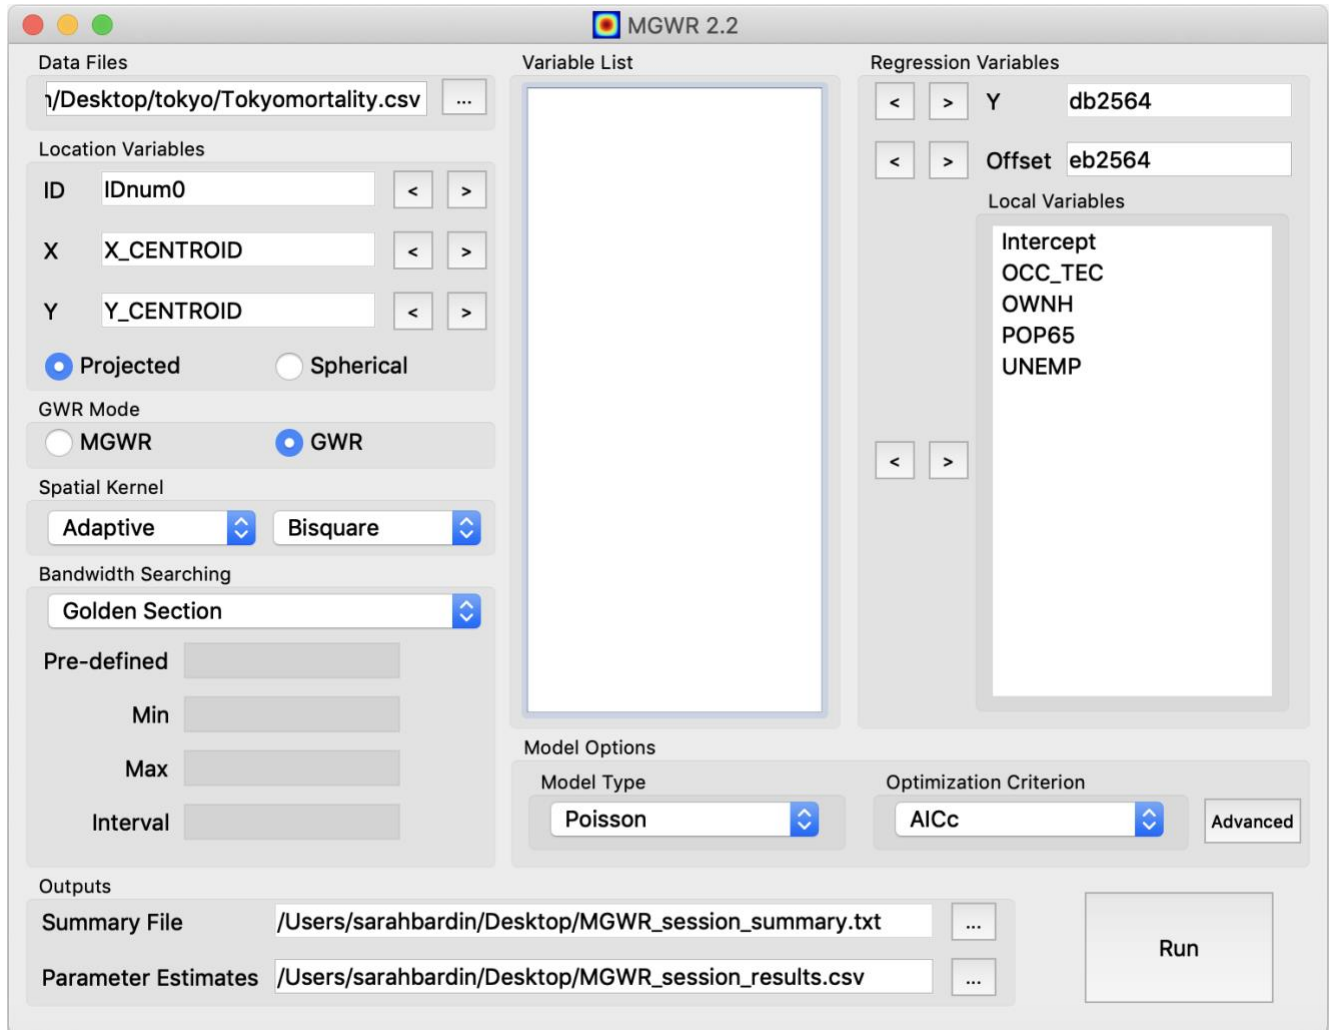 MGWR 2.2
Data Files
ı/Desktop/tokyo/Tokyomortality.csv ...
Location Variables
ID IDnum0 < >
X X_CENTROID < >
Y Y_CENTROID < >
Projected Spherical
GWR Mode
MGWR GWR
Spatial Kernel
Adaptive Bisquare
Bandwidth Searching
Golden Section
Pre-defined
Min
Max
Interval
Variable List
Regression Variables
< > Y db2564
< > Offset eb2564
Local Variables
Intercept
OCC_TEC
OWNH
POP65
UNEMP
< >
Model Options
Model Type
Poisson
Optimization Criterion
AICc
Advanced
Outputs
Summary File /Users/sarahbardin/Desktop/MGWR_session_summary.txt ...
Parameter Estimates /Users/sarahbardin/Desktop/MGWR_session_results.csv ...
Run